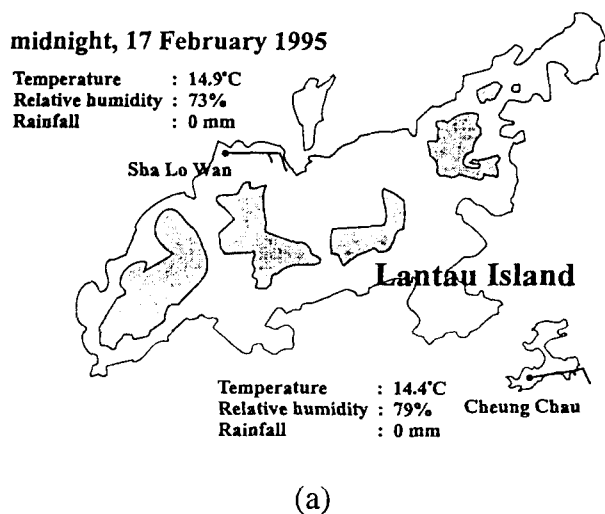 midnight, 17 February 1995
Temperature : 14.9°C
Relative humidity : 73%
Rainfall : 0 mm
Sha Lo Wan
Lantau Island
Temperature : 14.4°C
Relative humidity : 79%
Rainfall : 0 mm
Cheung Chau
(a)